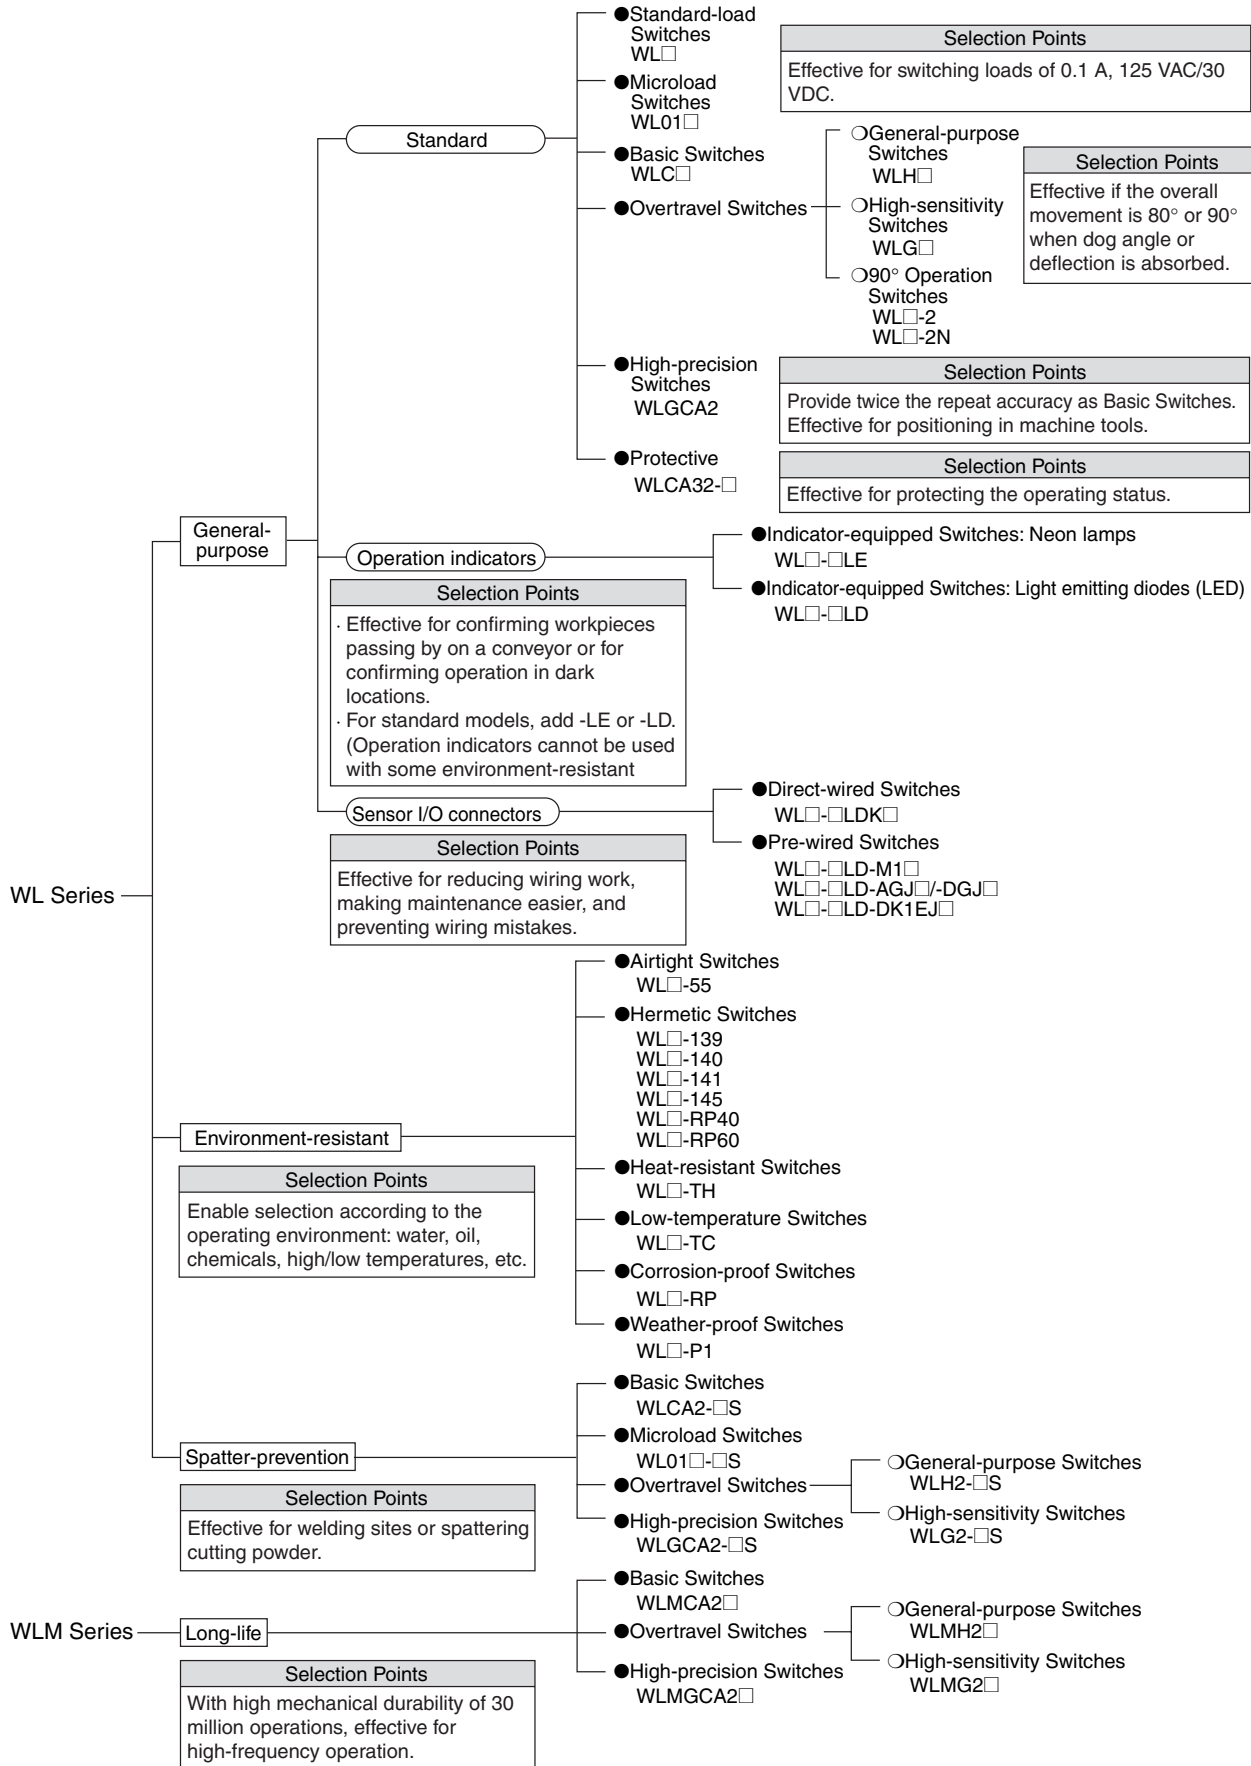 ●Standard-load
Switches
WL□
●Microload
Switches
WL01□
Selection Points
Effective for switching loads of 0.1 A, 125 VAC/30
VDC.
Standard
●Basic Switches
WLC□
●Overtravel Switches
❍General-purpose
Switches
WLH□
❍High-sensitivity
Switches
WLG□
❍90° Operation
Switches
WL□-2
WL□-2N
Selection Points
Effective if the overall
movement is 80° or 90°
when dog angle or
deflection is absorbed.
●High-precision
Switches
WLGCA2
Selection Points
Provide twice the repeat accuracy as Basic Switches.
Effective for positioning in machine tools.
●Protective
WLCA32-□
Selection Points
Effective for protecting the operating status.
General-
purpose
Operation indicators
●Indicator-equipped Switches: Neon lamps
WL□-□LE
●Indicator-equipped Switches: Light emitting diodes (LED)
WL□-□LD
Selection Points
· Effective for confirming workpieces
passing by on a conveyor or for
confirming operation in dark
locations.
· For standard models, add -LE or -LD.
(Operation indicators cannot be used
with some environment-resistant
Sensor I/O connectors
●Direct-wired Switches
WL□-□LDK□
●Pre-wired Switches
WL□-□LD-M1□
WL□-□LD-AGJ□/-DGJ□
WL□-□LD-DK1EJ□
Selection Points
Effective for reducing wiring work,
making maintenance easier, and
preventing wiring mistakes.
WL Series
●Airtight Switches
WL□-55
●Hermetic Switches
WL□-139
WL□-140
WL□-141
WL□-145
WL□-RP40
WL□-RP60
Environment-resistant
Selection Points
Enable selection according to the
operating environment: water, oil,
chemicals, high/low temperatures, etc.
●Heat-resistant Switches
WL□-TH
●Low-temperature Switches
WL□-TC
●Corrosion-proof Switches
WL□-RP
●Weather-proof Switches
WL□-P1
Spatter-prevention
●Basic Switches
WLCA2-□S
●Microload Switches
WL01□-□S
●Overtravel Switches
❍General-purpose Switches
WLH2-□S
❍High-sensitivity Switches
WLG2-□S
●High-precision Switches
WLGCA2-□S
Selection Points
Effective for welding sites or spattering
cutting powder.
WLM Series
Long-life
●Basic Switches
WLMCA2□
●Overtravel Switches
❍General-purpose Switches
WLMH2□
❍High-sensitivity Switches
WLMG2□
●High-precision Switches
WLMGCA2□
Selection Points
With high mechanical durability of 30
million operations, effective for
high-frequency operation.